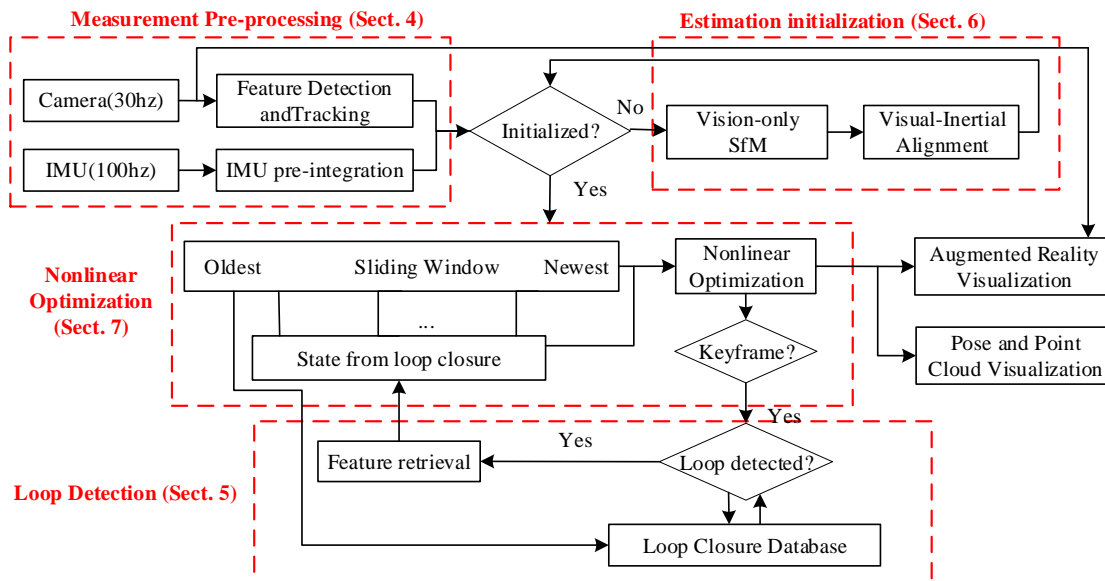 Measurement Pre-processing (Sect. 4)
Estimation initialization (Sect. 6)
Camera(30hz)
Feature Detection
andTracking
IMU(100hz)
IMU pre-integration
Initialized?
No
Yes
Vision-only
SfM
Visual-Inertial
Alignment
Nonlinear
Optimization
(Sect. 7)
Oldest
Sliding Window
Newest
...
State from loop closure
Nonlinear
Optimization
Keyframe?
Yes
Augmented Reality
Visualization
Pose and Point
Cloud Visualization
Loop Detection (Sect. 5)
Feature retrieval
Yes
Loop detected?
Loop Closure Database